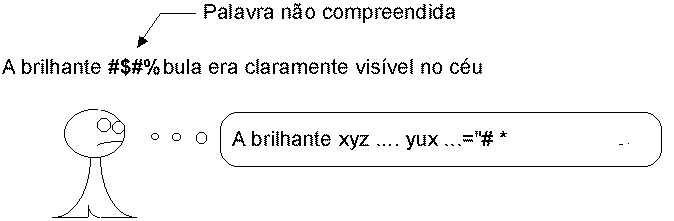 Palavra não compreendida
A brilhante #$#%bula era claramente visível no céu
A brilhante xyz .... yux ...="# *